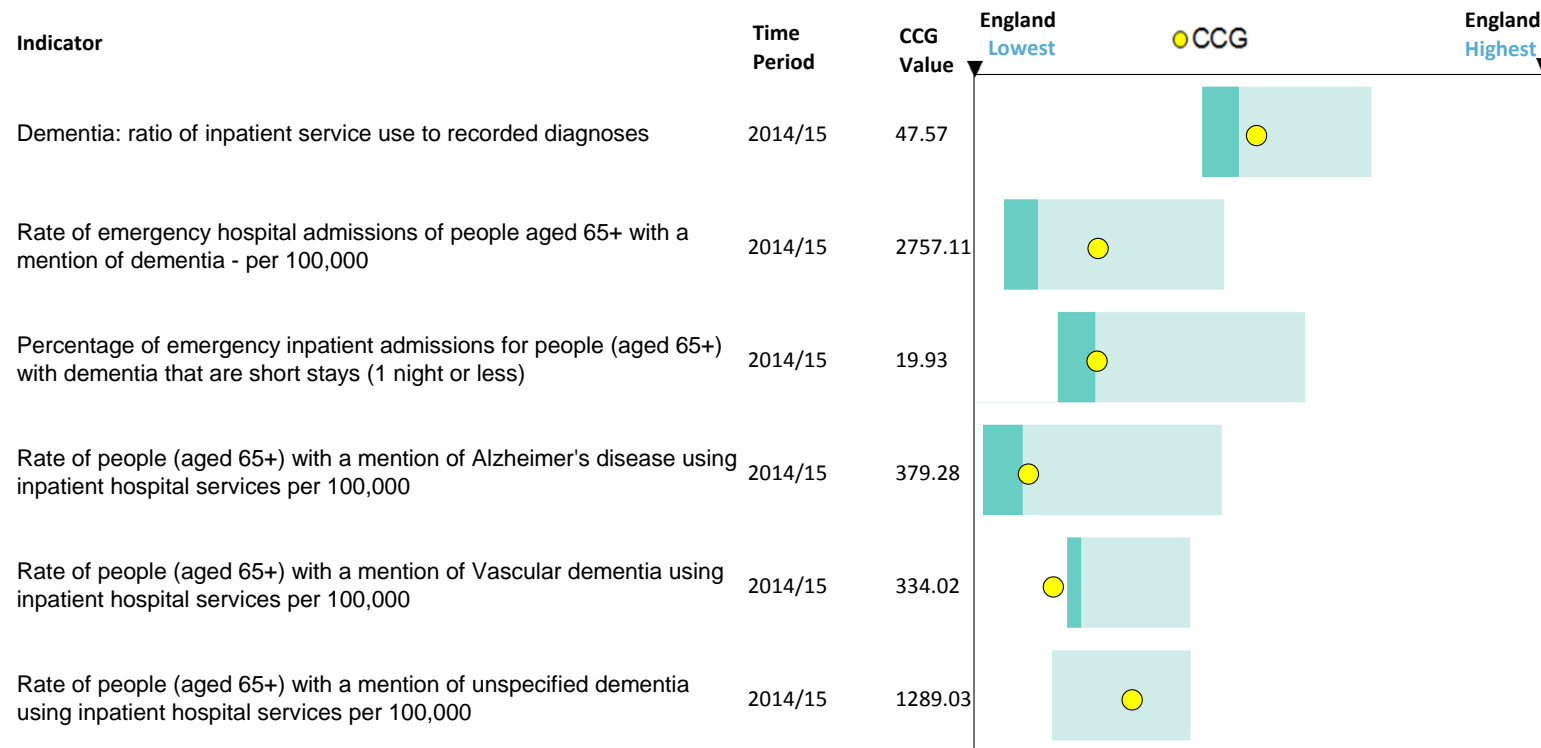 Indicator
Time
Period
CCG
Value
England
Lowest
CCG
England
Highest
Dementia: ratio of inpatient service use to recorded diagnoses
2014/15
47.57
Rate of emergency hospital admissions of people aged 65+ with a
mention of dementia - per 100,000
2014/15
2757.11
Percentage of emergency inpatient admissions for people (aged 65+)
with dementia that are short stays (1 night or less)
2014/15
19.93
Rate of people (aged 65+) with a mention of Alzheimer's disease using
inpatient hospital services per 100,000
2014/15
379.28
Rate of people (aged 65+) with a mention of Vascular dementia using
inpatient hospital services per 100,000
2014/15
334.02
Rate of people (aged 65+) with a mention of unspecified dementia
using inpatient hospital services per 100,000
2014/15
1289.03